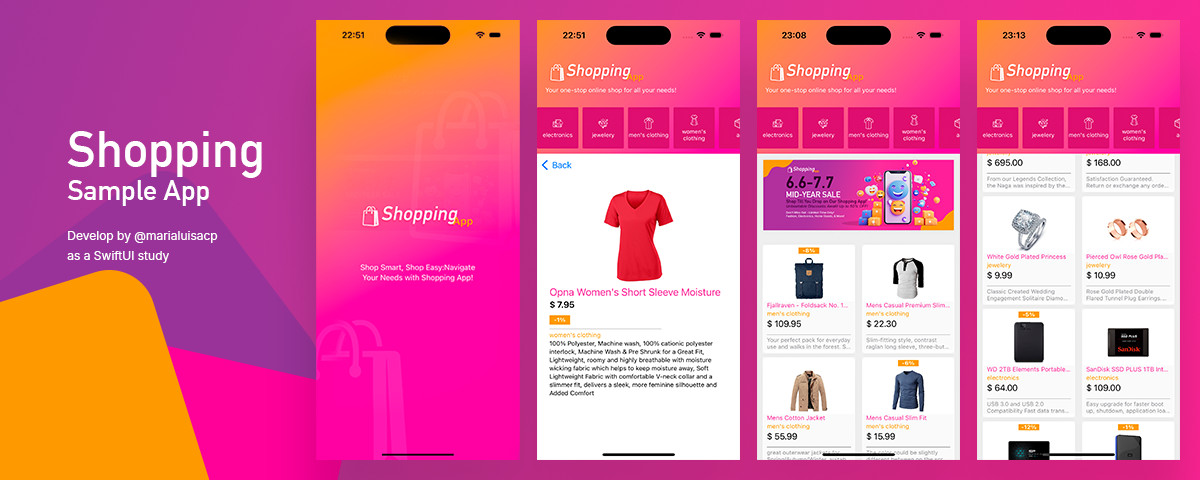 Shopping
Sample App
Develop by @marialuisacp
as a SwiftUI study
22:51
Shopping
App
Shop Smart, Shop Easy:Navigate
Your Needs with Shopping App!
22:51
Shopping
App
Your one-stop online shop for all your needs!
electronics
jewelery
men's clothing
women's
clothing
Back
Opna Women's Short Sleeve Moisture
$ 7.95
-1%
women's clothing
100% Polyester, Machine wash, 100% cationic polyester
interlock, Machine Wash & Pre Shrunk for a Great Fit,
Lightweight, roomy and highly breathable with moisture
wicking fabric which helps to keep moisture away, Soft
Lightweight Fabric with comfortable V-neck collar and a
slimmer fit, delivers a sleek, more feminine silhouette and
Added Comfort
23:08
Shopping
App
Your one-stop online shop for all your needs!
electronics
jewelery
men's clothing
women's
clothing
Shopping
6.6-7.7
MID-YEAR SALE
Shop Till You Drop on Our Shopping App!
-6%
Fjallraven - Foldsack No. 1...
men's clothing
$ 109.95
Your perfect pack for everyday
use and walks in the forest. S...
Mens Casual Premium Slim...
men's clothing
$ 22.30
Slim-fitting style, contrast
raglan long sleeve, three-but...
Mens Cotton Jacket
men's clothing
$ 55.99
great outerwear jackets for
-6%
Mens Casual Slim Fit
men's clothing
$ 15.99
The color could be slightly
23:13
Shopping
App
Your one-stop online shop for all your needs!
electronics
jewelery
men's clothing
women's
clothing
$ 695.00
From our Legends Collection,
the Naga was inspired by the...
$ 168.00
Satisfaction Guaranteed.
Return or exchange any orde...
White Gold Plated Princess
jewelery
$ 9.99
Classic Created Wedding
Engagement Solitaire Diamo...
Pierced Owl Rose Gold Pla...
jewelery
$ 10.99
Rose Gold Plated Double
Flared Tunnel Plug Earrings....
-5%
WD 2TB Elements Portable...
electronics
$ 64.00
USB 3.0 and USB 2.0
Compatibility Fast data trans...
SanDisk
SanDisk SSD PLUS 1TB Int...
electronics
$ 109.00
Easy upgrade for faster boot
up, shutdown, application loa...
-12%
-1%